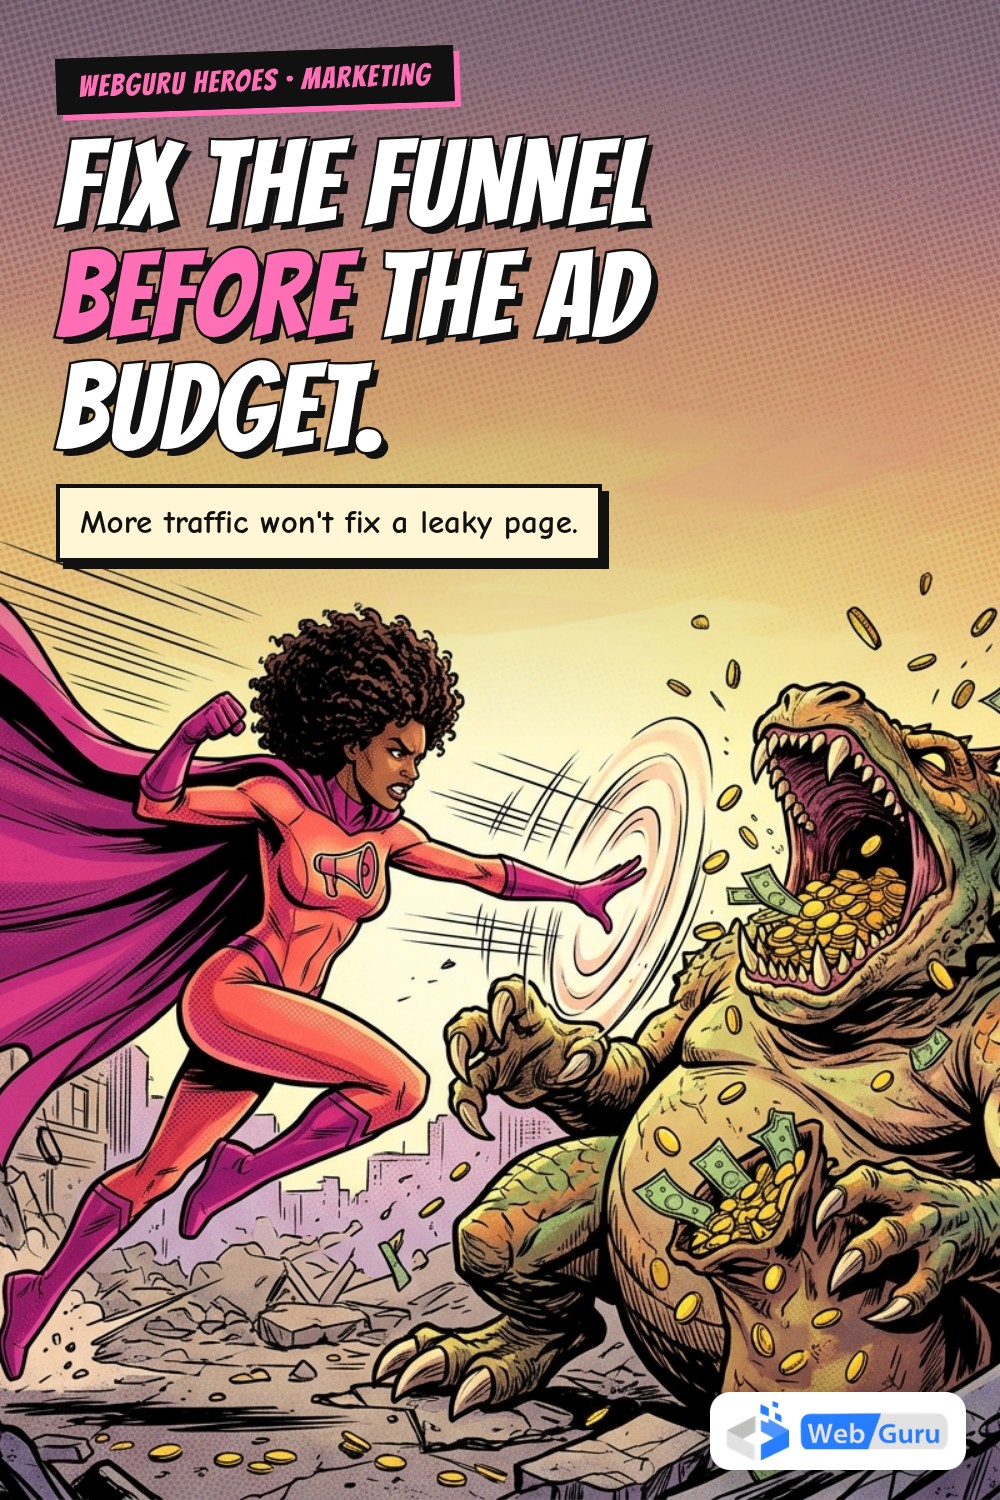 WEBGURU HEROES · MARKETING
FIX THE FUNNEL
BEFORE THE AD
BUDGET.
More traffic won't fix a leaky page.
Web Guru